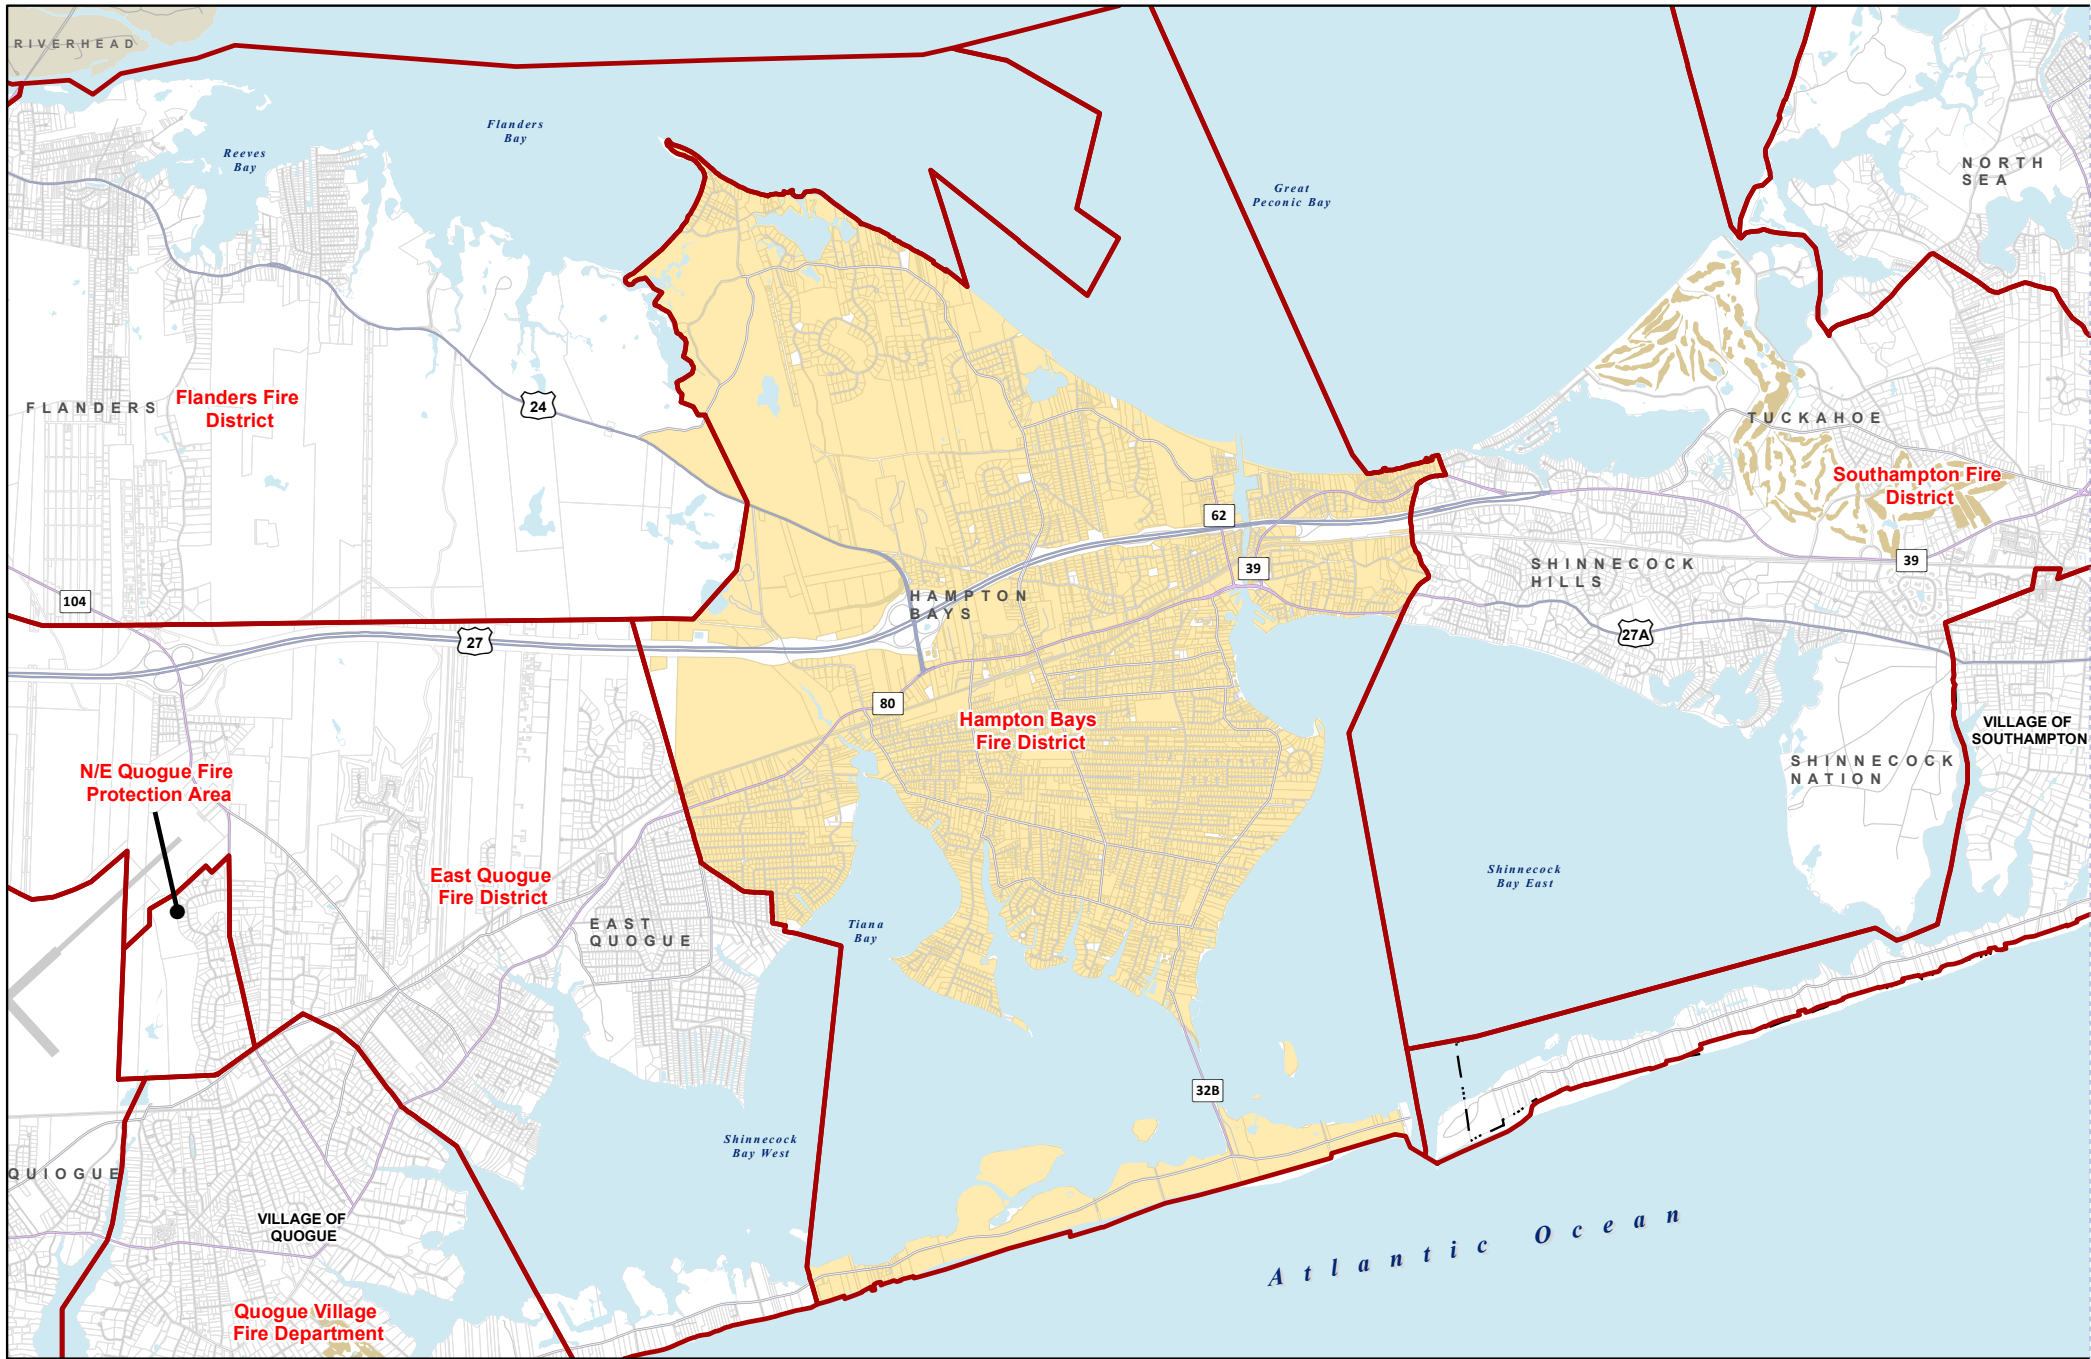 RIVERHEAD
Flanders
Bay
Reeves
Bay
Great
Peconic Bay
NORTH
SEA
FLANDERS
Flanders Fire
District
24
TUCKAHOE
Southampton Fire
District
62
39
39
SHINNECOCK
HILLS
104
HAMPTON
BAYS
27
27A
80
Hampton Bays
Fire District
VILLAGE OF
SOUTHAMPTON
SHINNECOCK
NATION
N/E Quogue Fire
Protection Area
East Quogue
Fire District
Shinnecock
Bay East
EAST
QUOGUE
Tiana
Bay
32B
Shinnecock
Bay West
QUIOGUE
VILLAGE OF
QUOGUE
Atlantic Ocean
Quogue Village
Fire Department